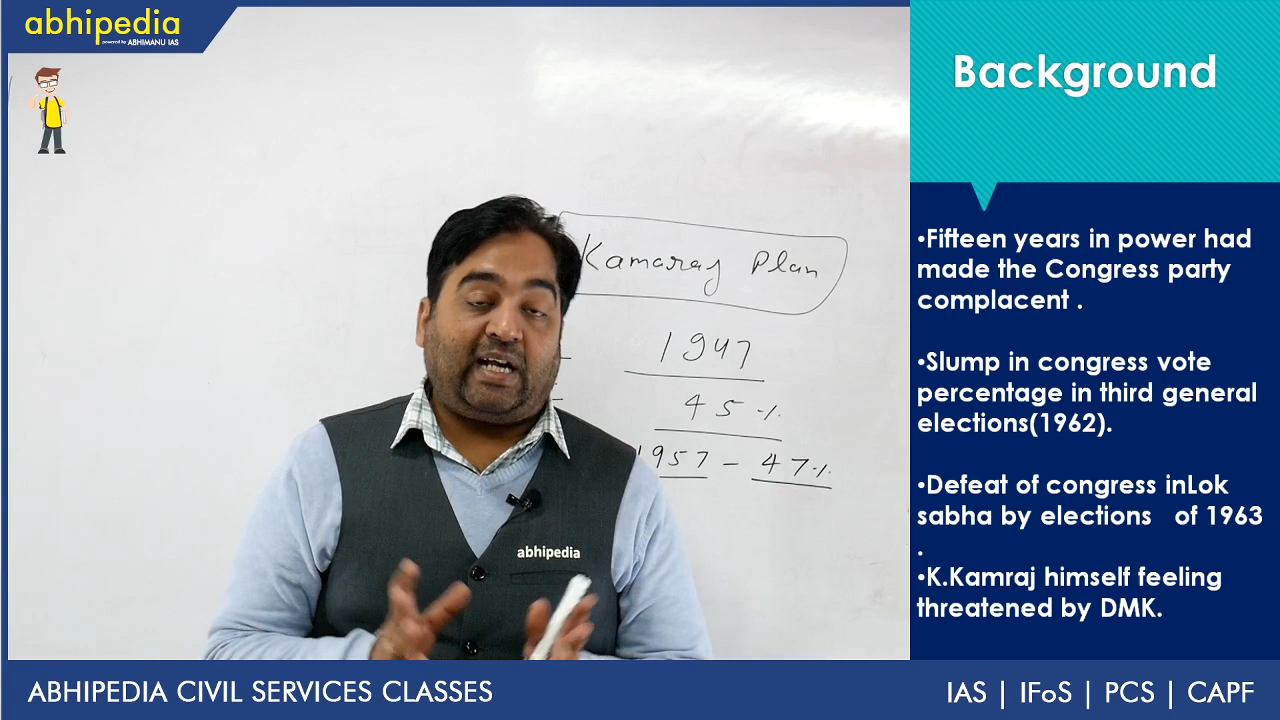 abhipedia
powered by ABHIMANU IAS
Background
•Fifteen years in power had
made the Congress party
complacent .
•Slump in congress vote
percentage in third general
elections(1962).
•Defeat of congress inLok
sabha by elections of 1963
.
•K.Kamraj himself feeling
threatened by DMK.
Kamaraj Plan
1947
45%
1957 - 47%
abhipedia
ABHIPEDIA CIVIL SERVICES CLASSES
IAS | IFoS | PCS | CAPF